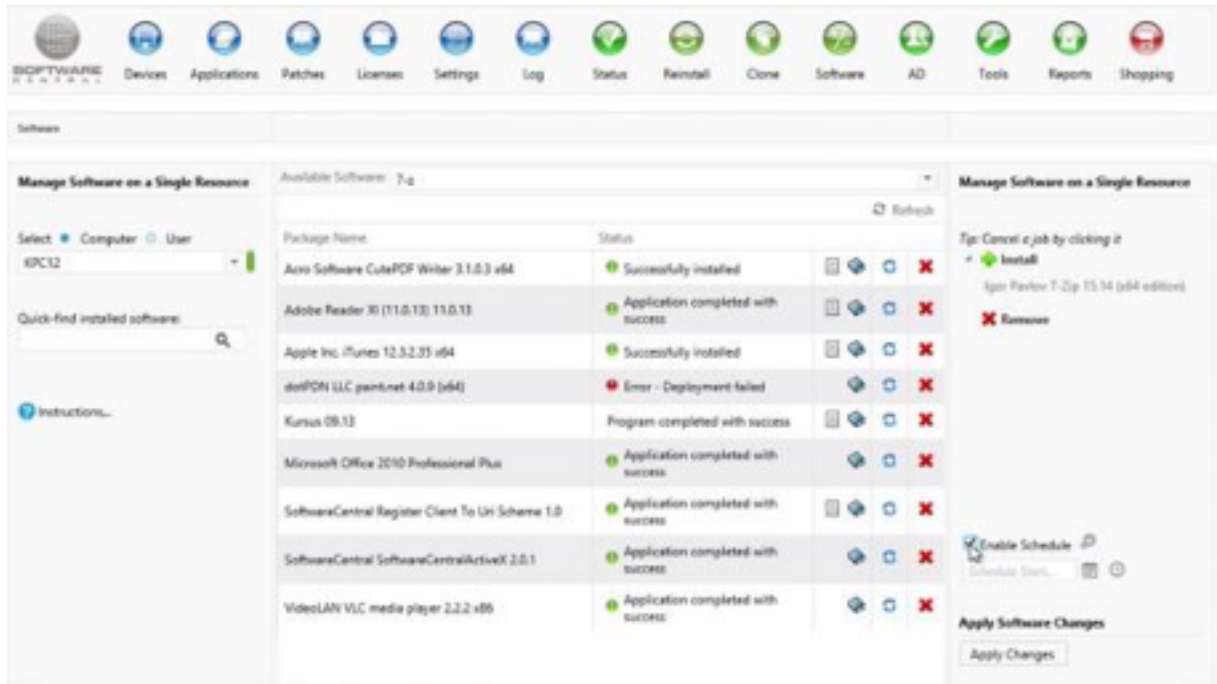 SOFTWARE
CENTRAL
Devices
Applications
Patches
Licenses
Settings
Log
Status
Reinstall
Clone
Software
AD
Tools
Reports
Shopping
Software
Manage Software on a Single Resource
Select Computer User
KPC12
Quick-find installed software:
Instructions...
Available Software: 7-z
Refresh
Package Name Status
Acro Software CutePDF Writer 3.1.0.3 x64 Successfully installed
Adobe Reader XI (11.0.13) 11.0.13 Application completed with
success
Apple Inc. iTunes 12.3.2.35 x64 Successfully installed
dotPDN LLC paint.net 4.0.9 (x64) Error - Deployment failed
Kursus 09.13 Program completed with success
Microsoft Office 2010 Professional Plus Application completed with
success
SoftwareCentral Register Client To Uri Scheme 1.0 Application completed with
success
SoftwareCentral SoftwareCentralActiveX 2.0.1 Application completed with
success
VideoLAN VLC media player 2.2.2 x86 Application completed with
success
Manage Software on a Single Resource
Tip: Cancel a job by clicking it
Install
Igor Pavlov 7-Zip 15.14 (x64 edition)
Remove
Enable Schedule
Schedule Start...
Apply Software Changes
Apply Changes